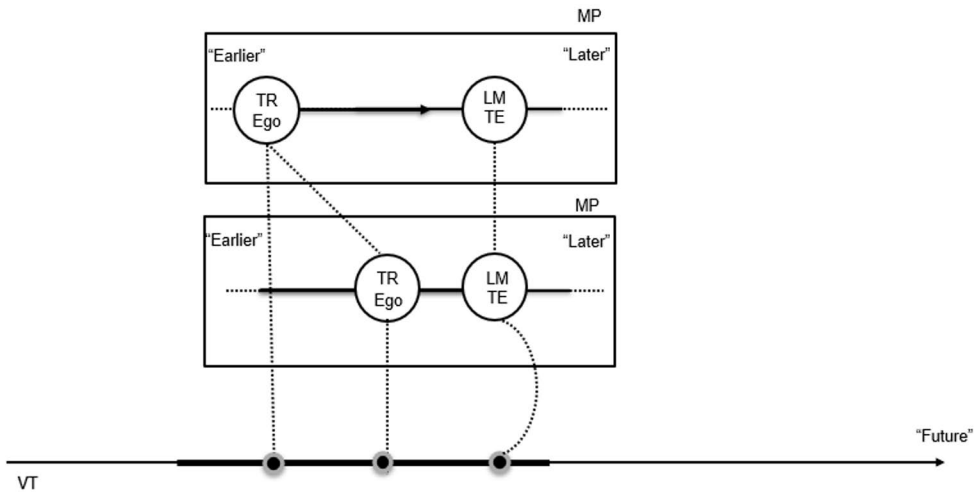 MP
“Earlier”
“Later”
TR
Ego
LM
TE
MP
“Earlier”
“Later”
TR
Ego
LM
TE
“Future”
VT